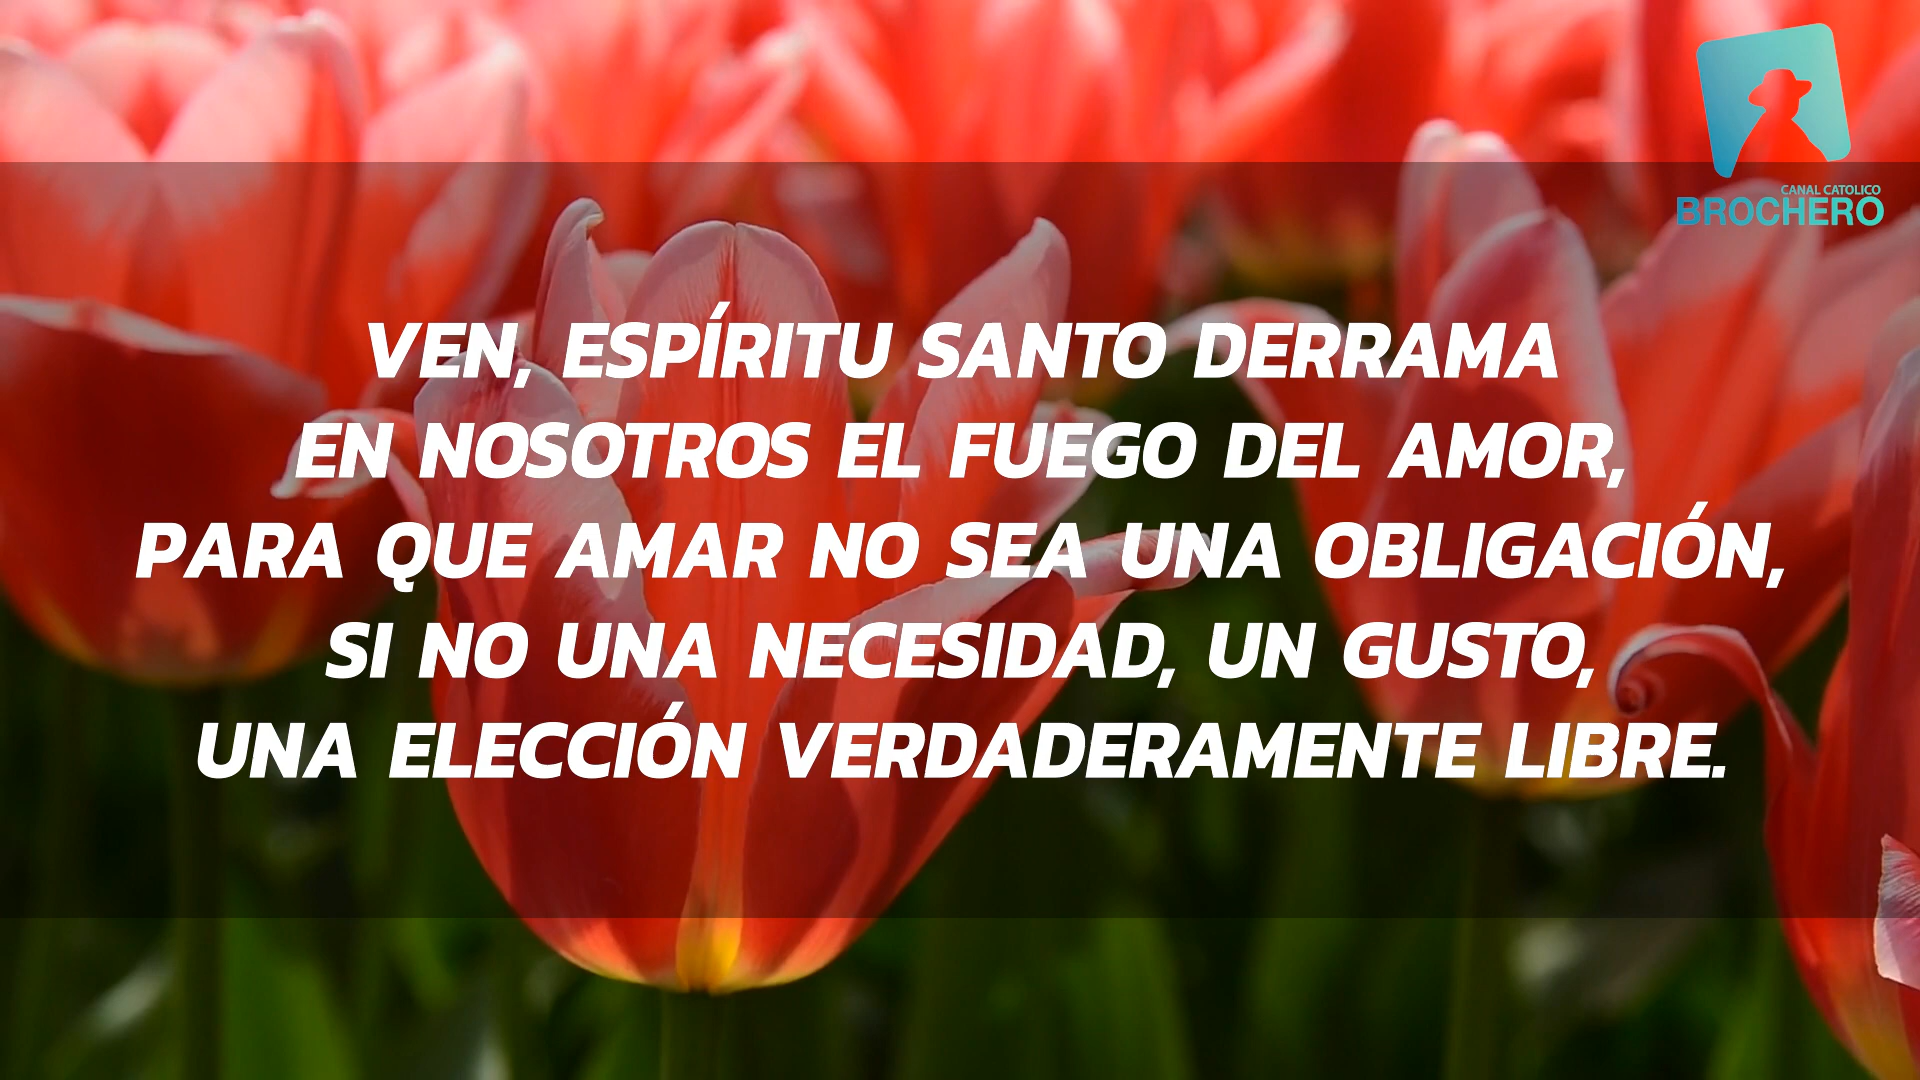 CANAL CATOLICO
BROCHERO
VEN, ESPÍRITU SANTO DERRAMA
EN NOSOTROS EL FUEGO DEL AMOR,
PARA QUE AMAR NO SEA UNA OBLIGACIÓN,
SI NO UNA NECESIDAD, UN GUSTO,
UNA ELECCIÓN VERDADERAMENTE LIBRE.